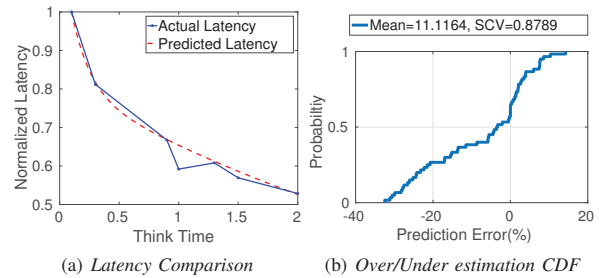 Normalized Latency
1
0.9
0.8
0.7
0.6
0.5
0
0.5
1
1.5
2
Think Time
Actual Latency
Predicted Latency
(a) Latency Comparison
Mean=11.1164, SCV=0.8789
Probabiltiy
1
0.5
0
-40
-20
0
20
Prediction Error(%)
(b) Over/Under estimation CDF